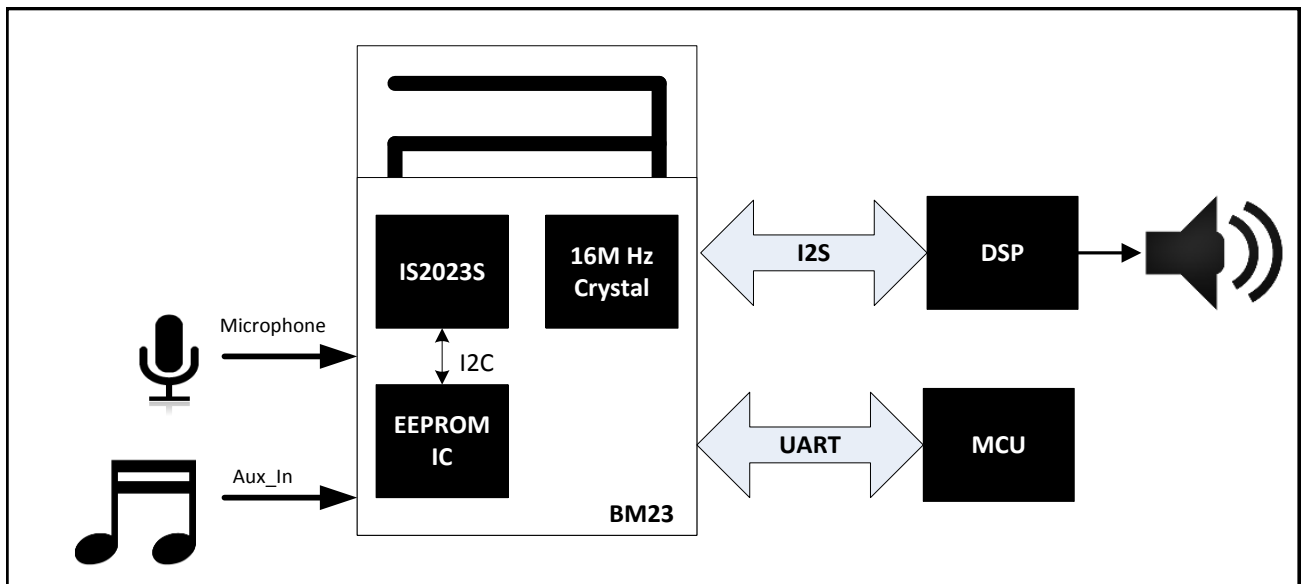 IS2023S
16M Hz
Crystal
I2C
EEPROM
IC
BM23
Microphone
Aux_In
I2S
DSP
UART
MCU